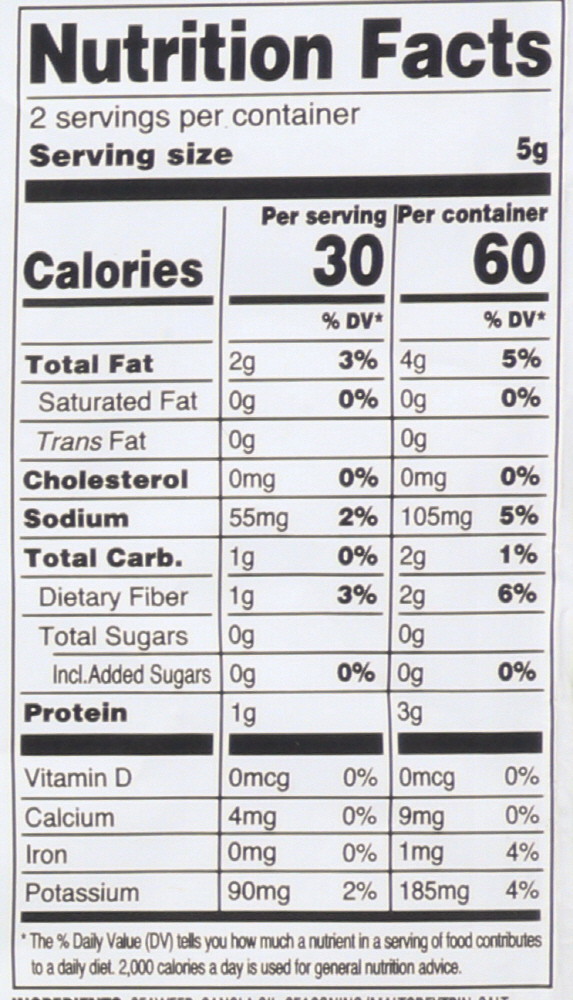 Nutrition Facts
2 servings per container
Serving size 5g
Per serving Per container
Calories 30 60
% DV* % DV*
Total Fat 2g 3% 4g 5%
Saturated Fat 0g 0% 0g 0%
Trans Fat 0g 0g
Cholesterol 0mg 0% 0mg 0%
Sodium 55mg 2% 105mg 5%
Total Carb. 1g 0% 2g 1%
Dietary Fiber 1g 3% 2g 6%
Total Sugars 0g 0g
Incl.Added Sugars 0g 0% 0g 0%
Protein 1g 3g
Vitamin D 0mcg 0% 0mcg 0%
Calcium 4mg 0% 9mg 0%
Iron 0mg 0% 1mg 4%
Potassium 90mg 2% 185mg 4%
* The % Daily Value (DV) tells you how much a nutrient in a serving of food contributes
to a daily diet. 2,000 calories a day is used for general nutrition advice.